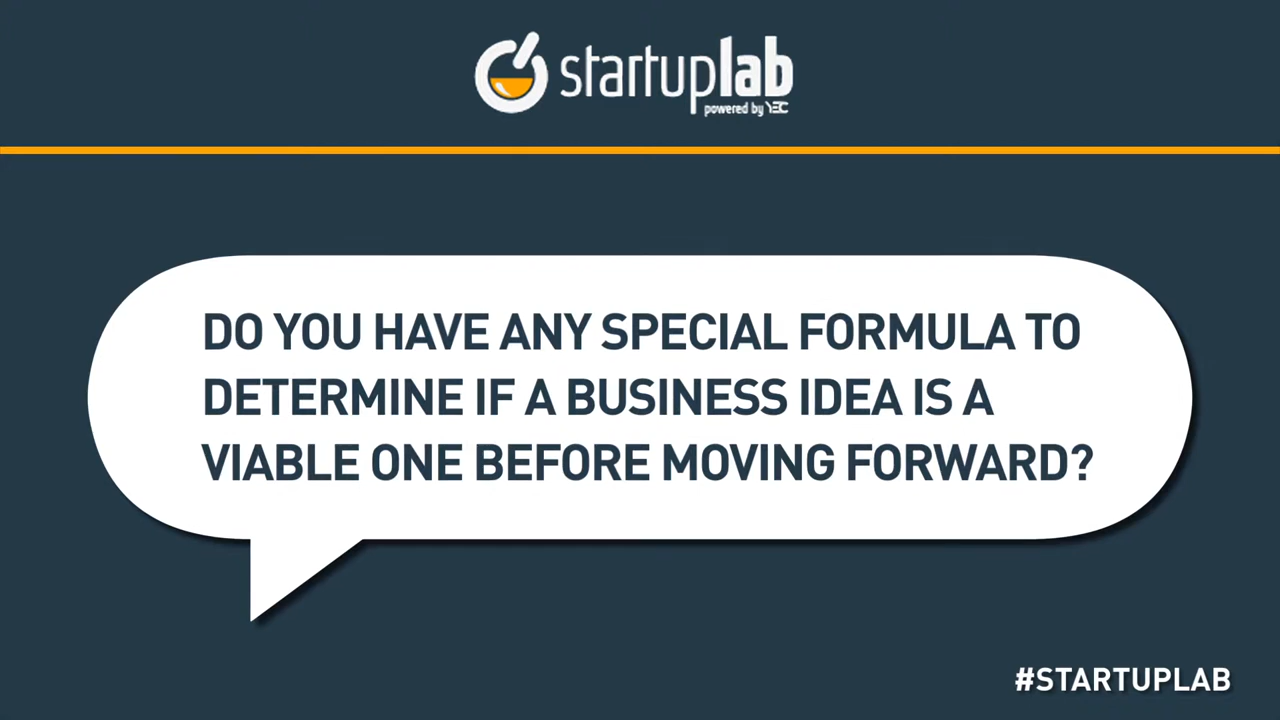 startuplab
powered by YEC
DO YOU HAVE ANY SPECIAL FORMULA TO
DETERMINE IF A BUSINESS IDEA IS A
VIABLE ONE BEFORE MOVING FORWARD?
#STARTUPLAB